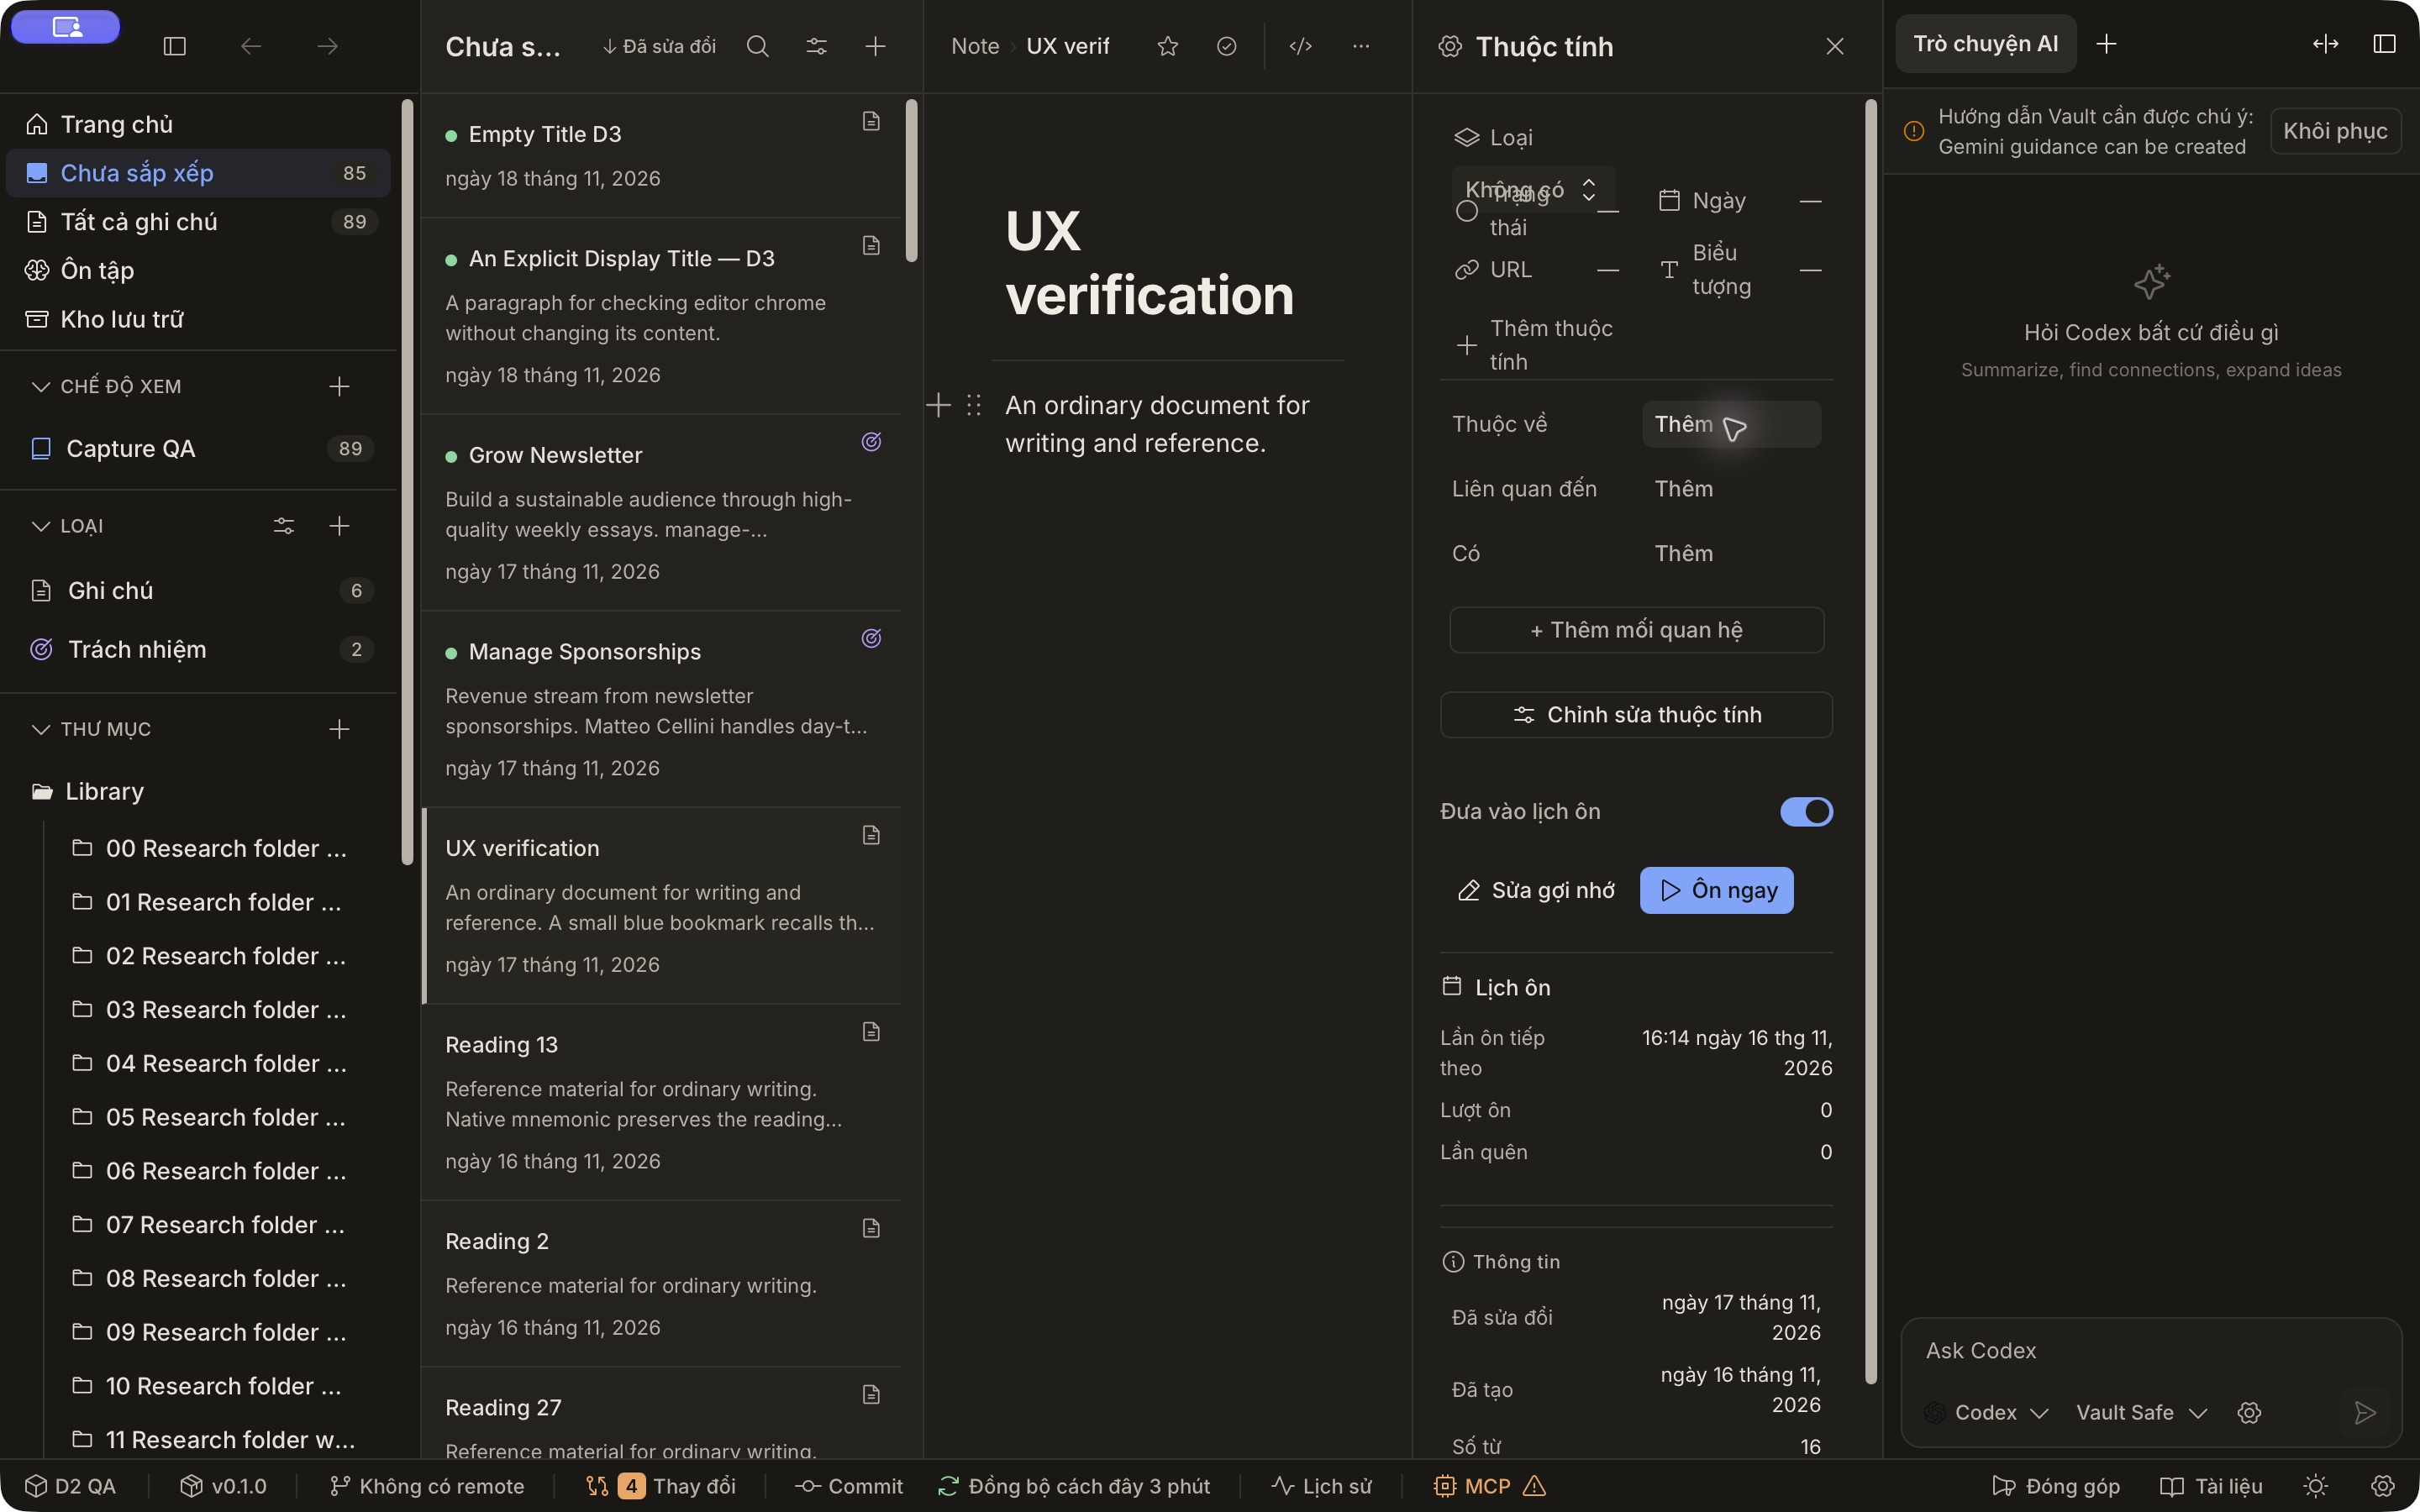 Trang chủ
Chưa sắp xếp 85
Tất cả ghi chú 89
Ôn tập
Kho lưu trữ
CHẾ ĐỘ XEM
Capture QA 89
LOẠI
Ghi chú 6
Trách nhiệm 2
THƯ MỤC
Library
00 Research folder ...
01 Research folder ...
02 Research folder ...
03 Research folder ...
04 Research folder ...
05 Research folder ...
06 Research folder ...
07 Research folder ...
08 Research folder ...
09 Research folder ...
10 Research folder ...
11 Research folder w...
Chưa s... Đã sửa đổi
Empty Title D3
ngày 18 tháng 11, 2026
An Explicit Display Title — D3
A paragraph for checking editor chrome
without changing its content.
ngày 18 tháng 11, 2026
Grow Newsletter
Build a sustainable audience through high-
quality weekly essays. manage-...
ngày 17 tháng 11, 2026
Manage Sponsorships
Revenue stream from newsletter
sponsorships. Matteo Cellini handles day-t...
ngày 17 tháng 11, 2026
UX verification
An ordinary document for writing and
reference. A small blue bookmark recalls th...
ngày 17 tháng 11, 2026
Reading 13
Reference material for ordinary writing.
Native mnemonic preserves the reading...
ngày 16 tháng 11, 2026
Reading 2
Reference material for ordinary writing.
ngày 16 tháng 11, 2026
Reading 27
Reference material for ordinary writing.
Note › UX verif
UX
verification
An ordinary document for
writing and reference.
Thuộc tính
Loại
Không có
Trạng
thái —
Ngày —
URL —
Biểu
tượng —
Thêm thuộc
tính
Thuộc về Thêm
Liên quan đến Thêm
Có Thêm
+ Thêm mối quan hệ
Chỉnh sửa thuộc tính
Đưa vào lịch ôn
Sửa gợi nhớ Ôn ngay
Lịch ôn
Lần ôn tiếp
theo
16:14 ngày 16 thg 11,
2026
Lượt ôn 0
Lần quên 0
Thông tin
Đã sửa đổi
ngày 17 tháng 11,
2026
Đã tạo
ngày 16 tháng 11,
2026
Số từ 16
Trò chuyện AI
Hướng dẫn Vault cần được chú ý:
Gemini guidance can be created
Khôi phục
Hỏi Codex bất cứ điều gì
Summarize, find connections, expand ideas
Ask Codex
Codex Vault Safe
D2 QA v0.1.0 Không có remote 4 Thay đổi Commit Đồng bộ cách đây 3 phút Lịch sử MCP Đóng góp Tài liệu